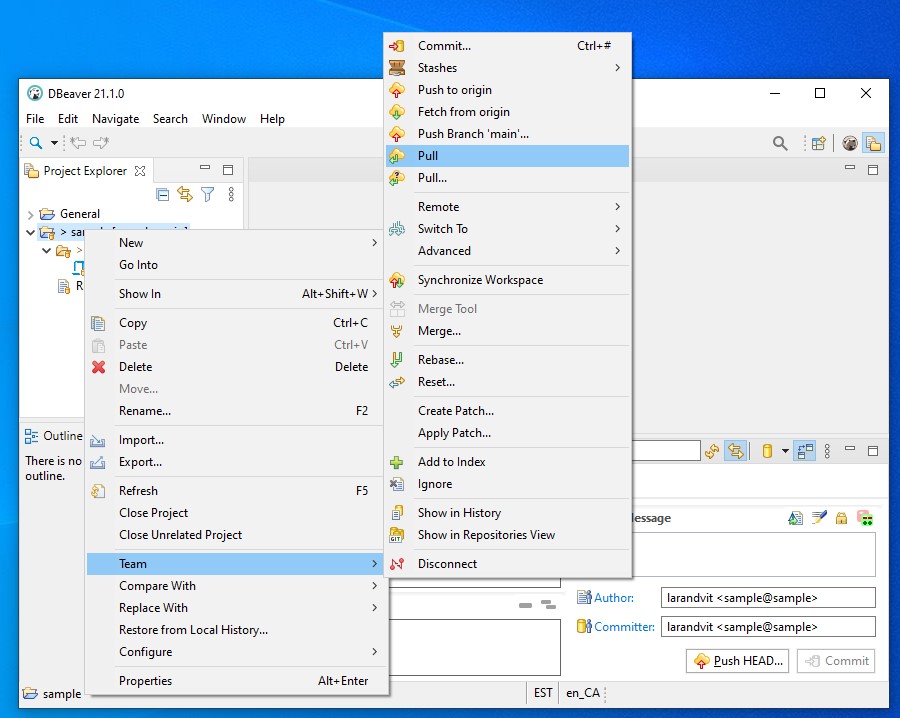 DBeaver 21.1.0
File Edit Navigate Search Window Help
Project Explorer
General
Outline
There is no
outline.
New
Go Into
Show In Alt+Shift+W
Copy Ctrl+C
Paste Ctrl+V
Delete Delete
Move...
Rename... F2
Import...
Export...
Refresh F5
Close Project
Close Unrelated Project
Team
Compare With
Replace With
Restore from Local History...
Configure
Properties Alt+Enter
Commit... Ctrl+#
Stashes
Push to origin
Fetch from origin
Push Branch 'main'...
Pull
Pull...
Remote
Switch To
Advanced
Synchronize Workspace
Merge Tool
Merge...
Rebase...
Reset...
Create Patch...
Apply Patch...
Add to Index
Ignore
Show in History
Show in Repositories View
Disconnect
Author: larandvit <sample@sample>
Committer: larandvit <sample@sample>
Push HEAD... Commit
sample EST en_CA